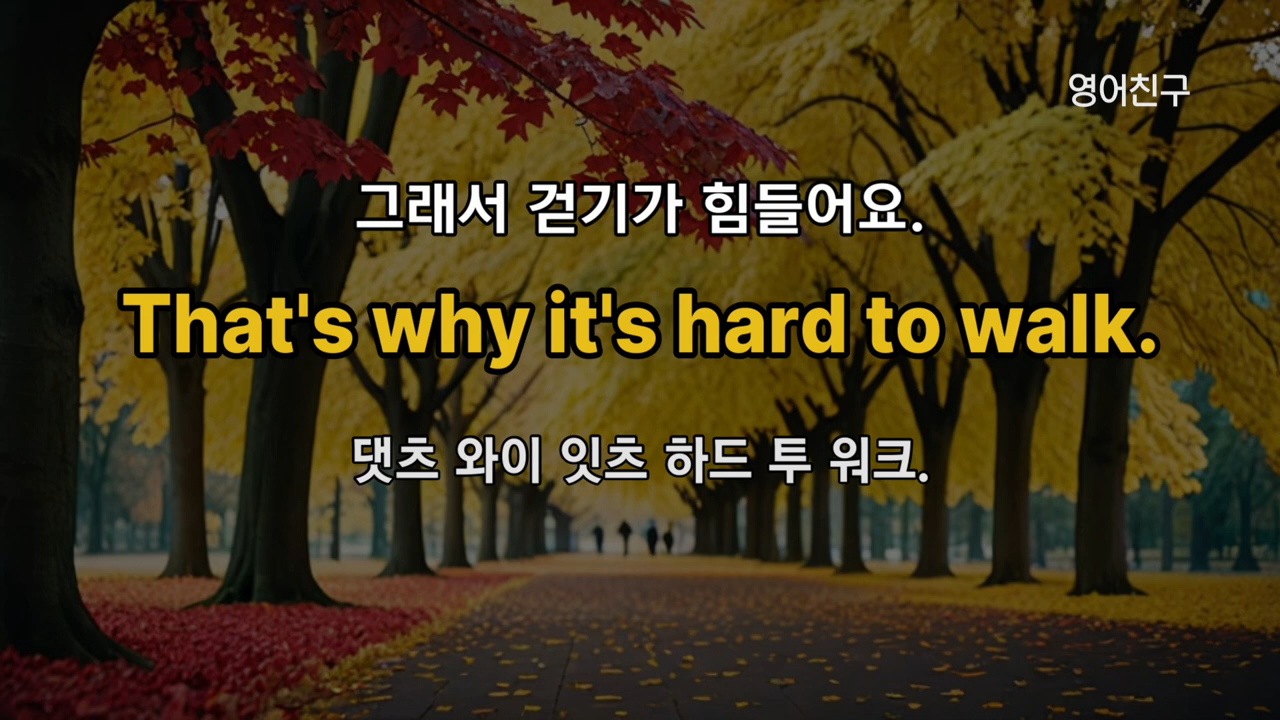 영어친구
그래서 걷기가 힘들어요.
That's why it's hard to walk.
댓츠 와이 잇츠 하드 투 워크.